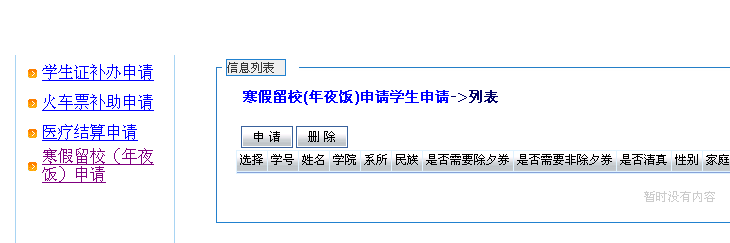 学生证补办申请
火车票补助申请
医疗结算申请
寒假留校（年夜
饭）申请
信息列表
寒假留校(年夜饭)申请学生申请->列表
申 请 删 除
选择 学号 姓名 学院 系所 民族 是否需要除夕券 是否需要非除夕券 是否清真 性别 家庭
暂时没有内容